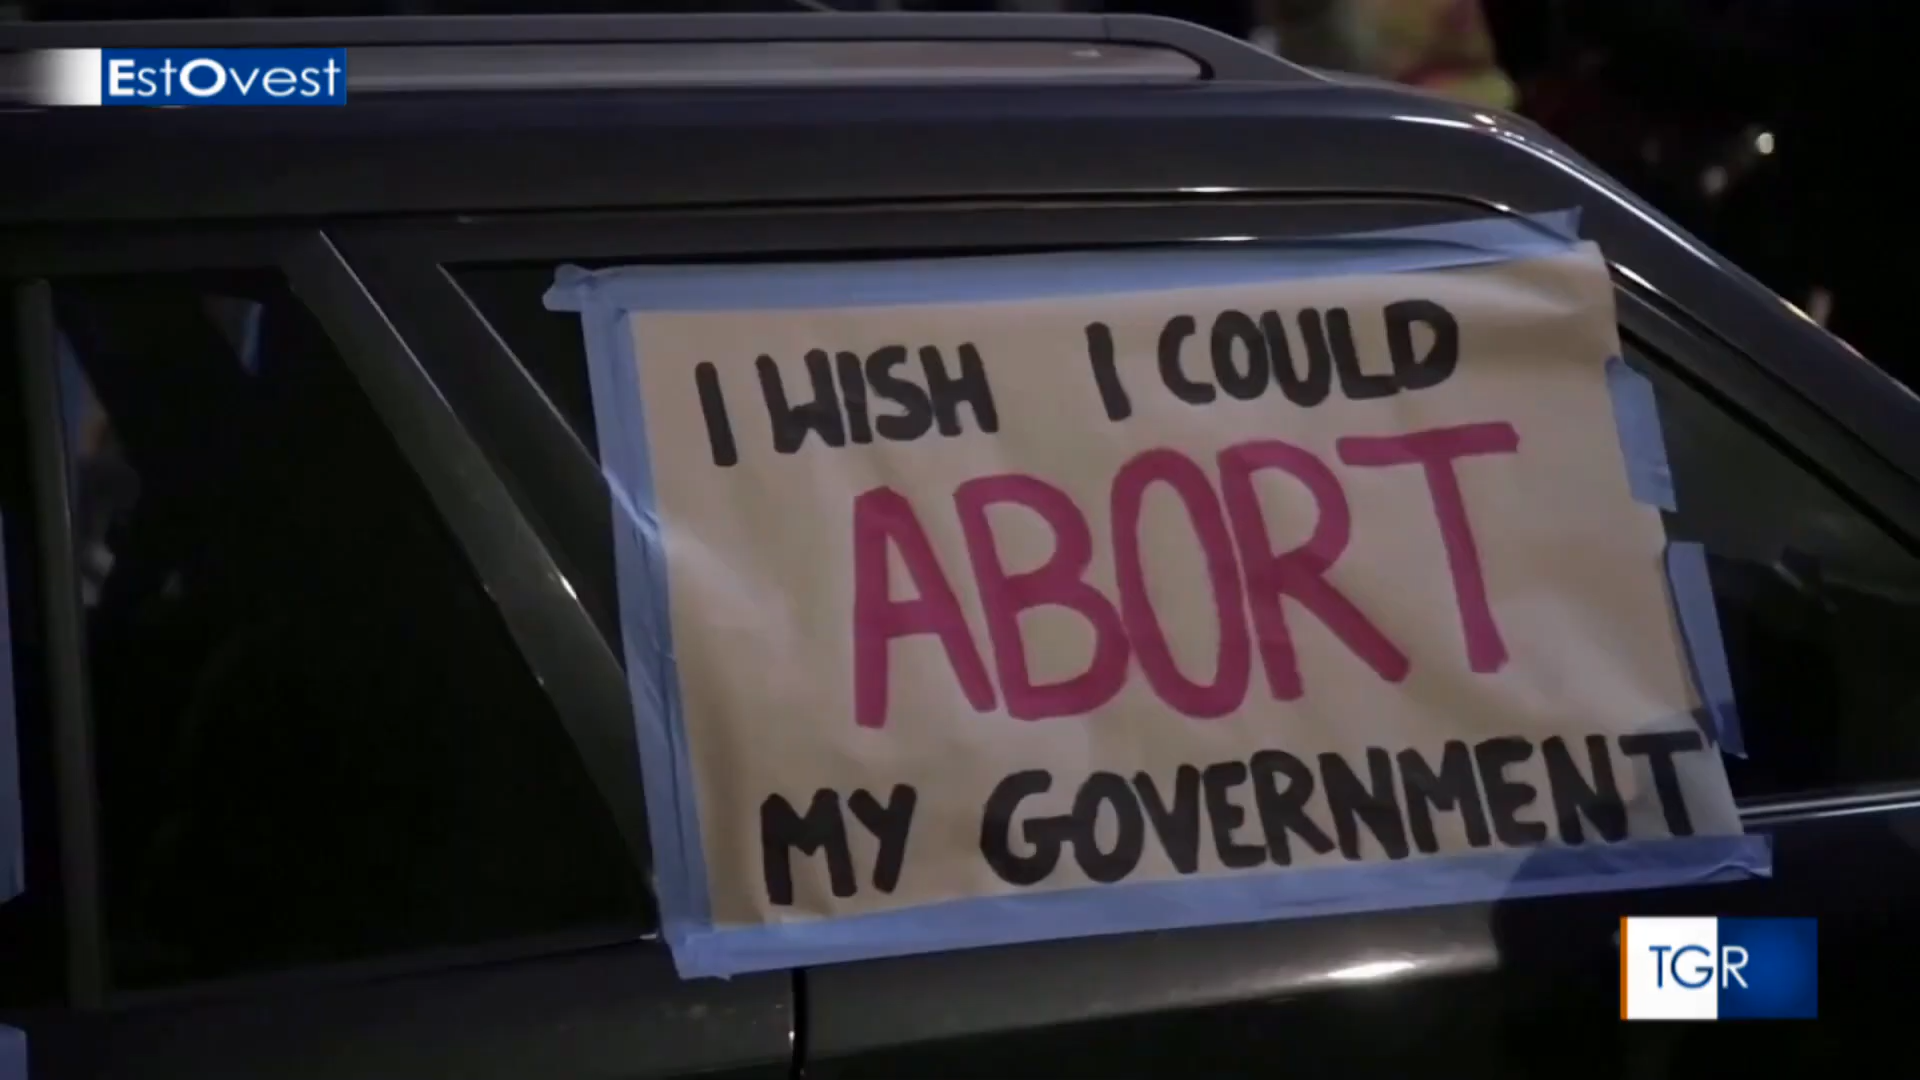 EstOvest
I WISH I COULD
ABORT
MY GOVERNMENT
TGR